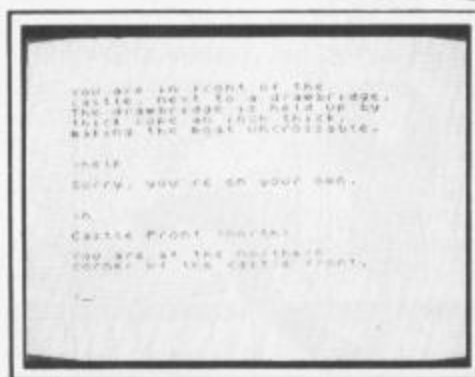 You are in front of the
castle, next to a drawbridge.
The drawbridge is held up by
thick rope an inch thick,
making the moat uncrossable.
>help
Sorry, you're on your own.
>n
Castle Front (north)
You are at the northern
corner of the castle front.
>_